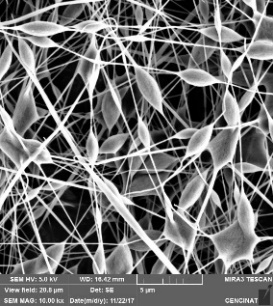 SEM HV: 5.0 kV WD: 16.42 mm MIRA3 TESCAN
View field: 20.8 µm Det: SE 5 µm
SEM MAG: 10.00 kx Date(m/d/y): 11/22/17 CENCINAT